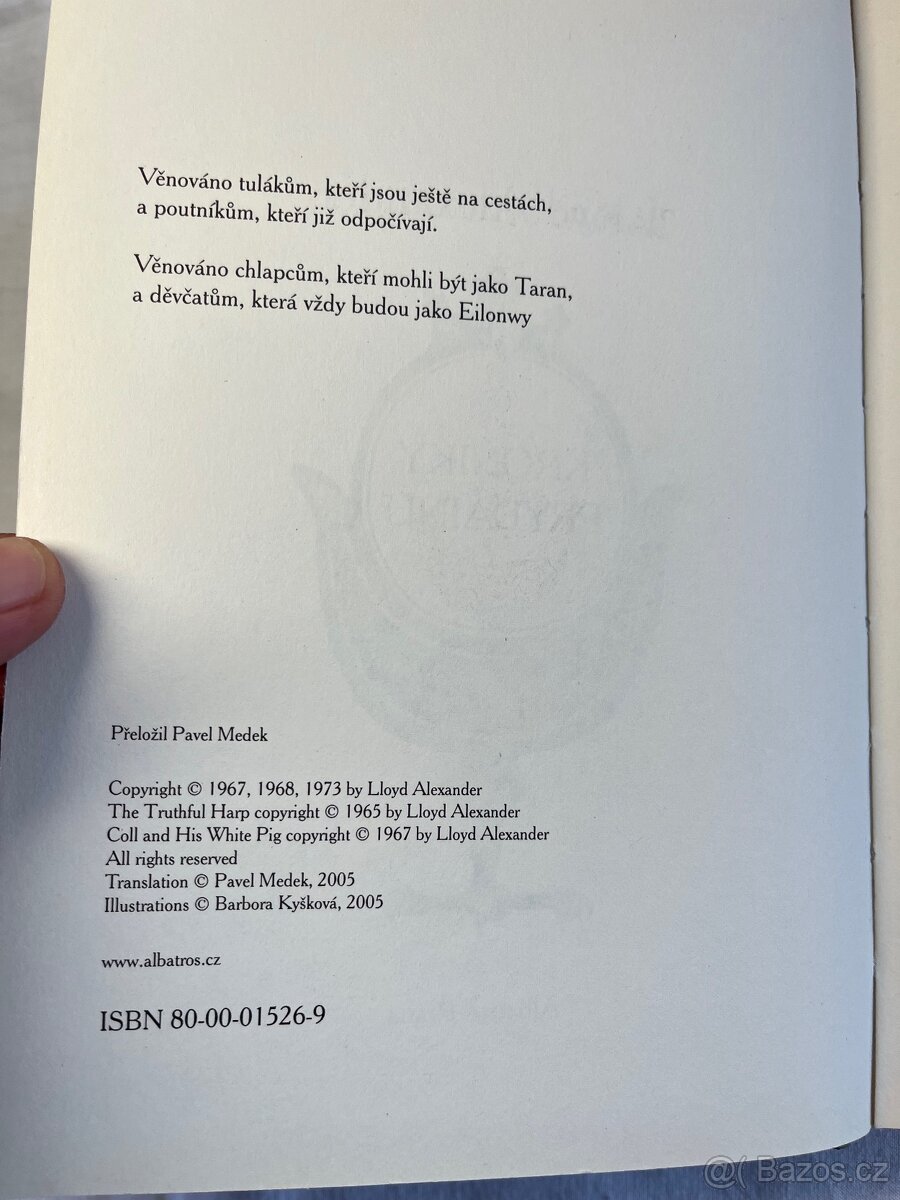 Věnováno tulákům, kteří jsou ještě na cestách,
a poutníkům, kteří již odpočívají.
Věnováno chlapcům, kteří mohli být jako Taran,
a děvčatům, která vždy budou jako Eilonwy
Přeložil Pavel Medek
Copyright © 1967, 1968, 1973 by Lloyd Alexander
The Truthful Harp copyright © 1965 by Lloyd Alexander
Coll and His White Pig copyright © 1967 by Lloyd Alexander
All rights reserved
Translation © Pavel Medek, 2005
Illustrations © Barbora Kyšková, 2005
www.albatros.cz
ISBN 80-00-01526-9
@( Bazos.cz